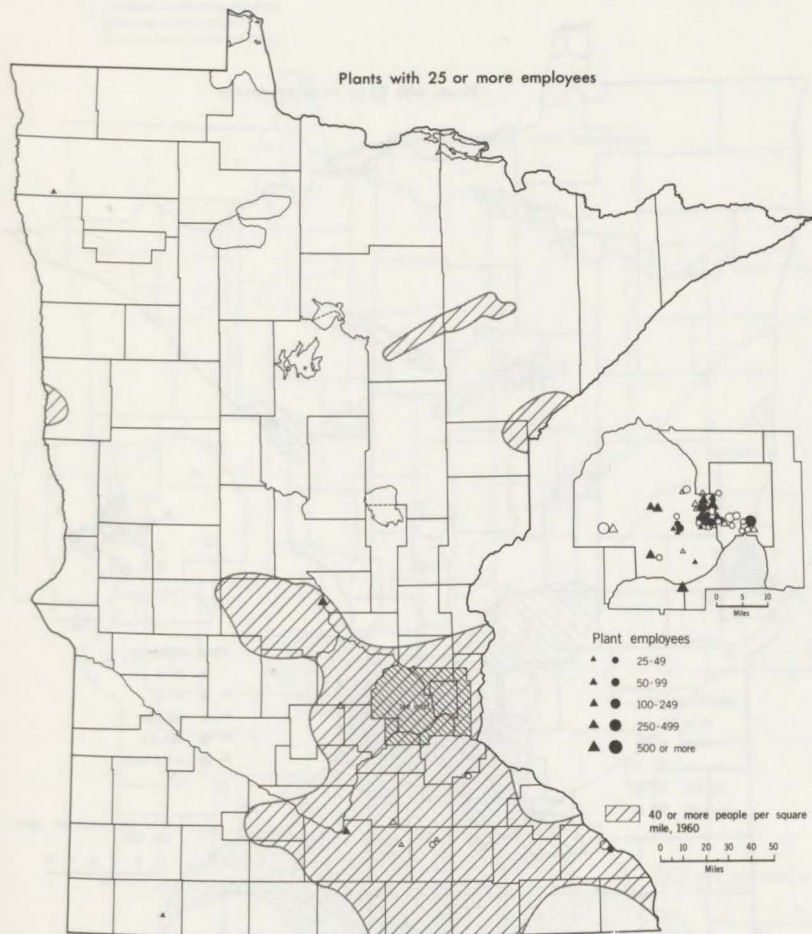 Plants with 25 or more employees
see inset
0 5 10
Miles
Plant employees
25-49
50-99
100-249
250-499
500 or more
40 or more people per square
mile, 1960
0 10 20 30 40 50
Miles